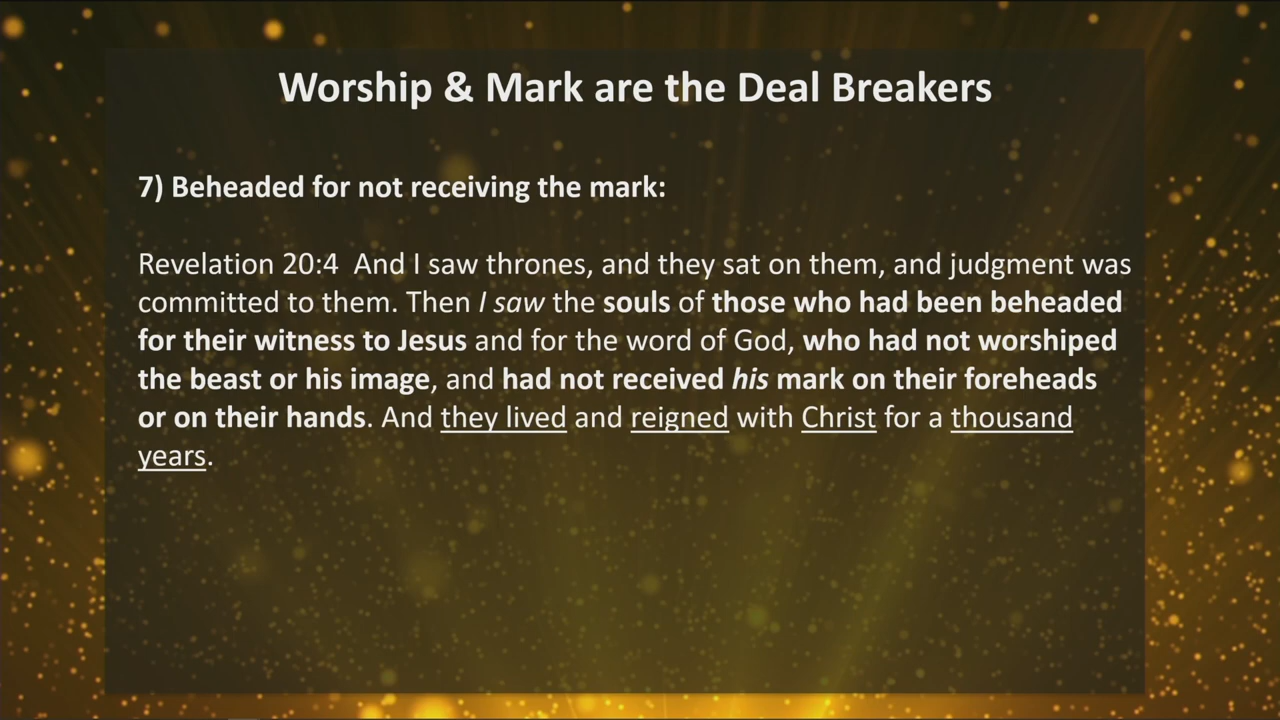 Worship & Mark are the Deal Breakers
7) Beheaded for not receiving the mark:
Revelation 20:4  And I saw thrones, and they sat on them, and judgment was
committed to them. Then I saw the souls of those who had been beheaded
for their witness to Jesus and for the word of God, who had not worshiped
the beast or his image, and had not received his mark on their foreheads
or on their hands. And they lived and reigned with Christ for a thousand
years.